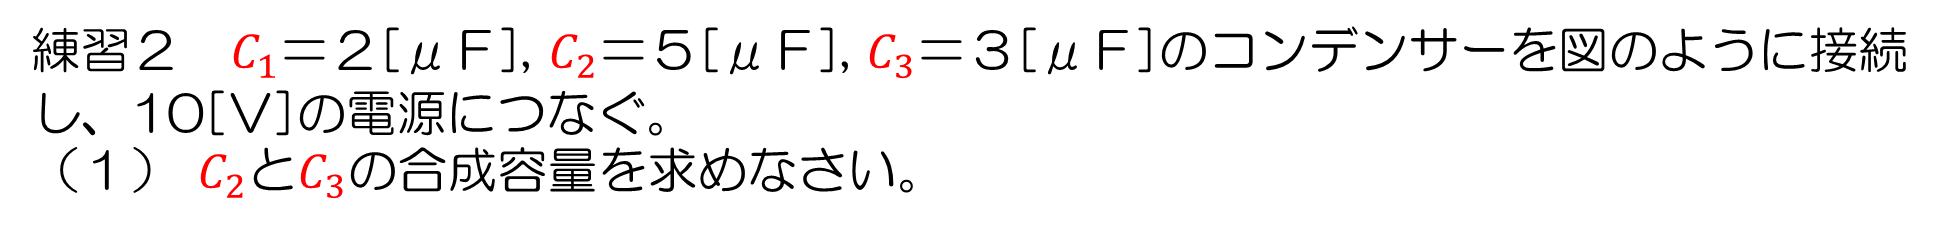 練習２　C₁＝２[μＦ], C₂＝５[μＦ], C₃＝３[μＦ]のコンデンサーを図のように接続
し、10[V]の電源につなぐ。
（１） C₂とC₃の合成容量を求めなさい。